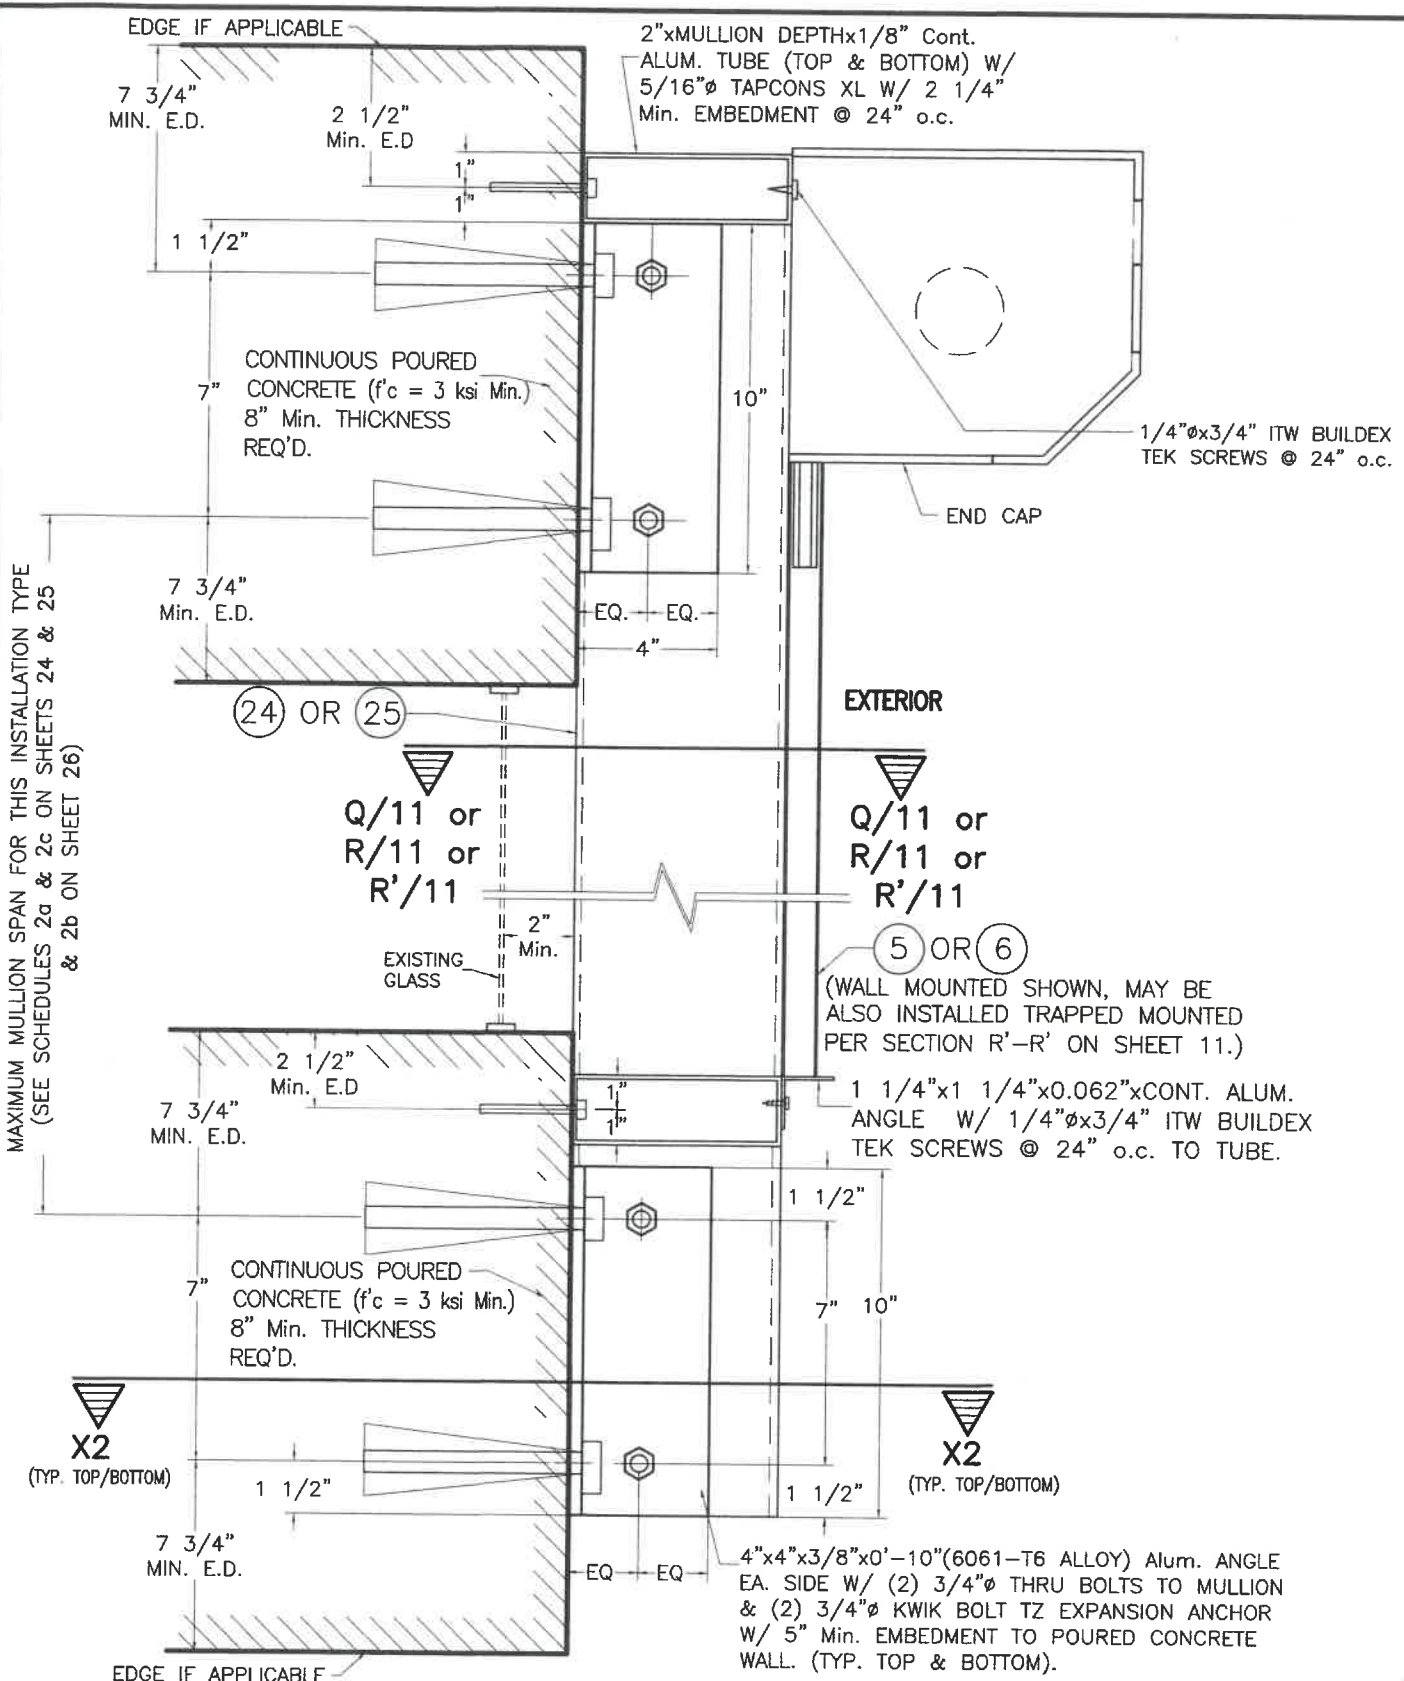 EDGE IF APPLICABLE
2"xMULLION DEPTHx1/8" Cont.
ALUM. TUBE (TOP & BOTTOM) W/
5/16"ø TAPCONS XL W/ 2 1/4"
Min. EMBEDMENT @ 24" o.c.
7 3/4"
MIN. E.D.
2 1/2"
Min. E.D
1"
1"
1 1/2"
7"
CONTINUOUS POURED
CONCRETE (f'c = 3 ksi Min.)
8" Min. THICKNESS
REQ'D.
10"
1/4"øx3/4" ITW BUILDEX
TEK SCREWS @ 24" o.c.
END CAP
7 3/4"
Min. E.D.
EQ.
EQ.
4"
MAXIMUM MULLION SPAN FOR THIS INSTALLATION TYPE
(SEE SCHEDULES 2a & 2c ON SHEETS 24 & 25
& 2b ON SHEET 26)
24 OR 25
EXTERIOR
Q/11 or
R/11 or
R'/11
Q/11 or
R/11 or
R'/11
2"
Min.
EXISTING
GLASS
5 OR 6
(WALL MOUNTED SHOWN, MAY BE
ALSO INSTALLED TRAPPED MOUNTED
PER SECTION R'-R' ON SHEET 11.)
2 1/2"
Min. E.D
7 3/4"
MIN. E.D.
1"
1"
1 1/4"x1 1/4"x0.062"xCONT. ALUM.
ANGLE W/ 1/4"øx3/4" ITW BUILDEX
TEK SCREWS @ 24" o.c. TO TUBE.
1 1/2"
7"
CONTINUOUS POURED
CONCRETE (f'c = 3 ksi Min.)
8" Min. THICKNESS
REQ'D.
7"
10"
X2
(TYP. TOP/BOTTOM)
X2
(TYP. TOP/BOTTOM)
1 1/2"
1 1/2"
7 3/4"
MIN. E.D.
EQ
EQ
4"x4"x3/8"x0'-10"(6061-T6 ALLOY) Alum. ANGLE
EA. SIDE W/ (2) 3/4"ø THRU BOLTS TO MULLION
& (2) 3/4"ø KWIK BOLT TZ EXPANSION ANCHOR
W/ 5" Min. EMBEDMENT TO POURED CONCRETE
WALL. (TYP. TOP & BOTTOM).
EDGE IF APPLICABLE